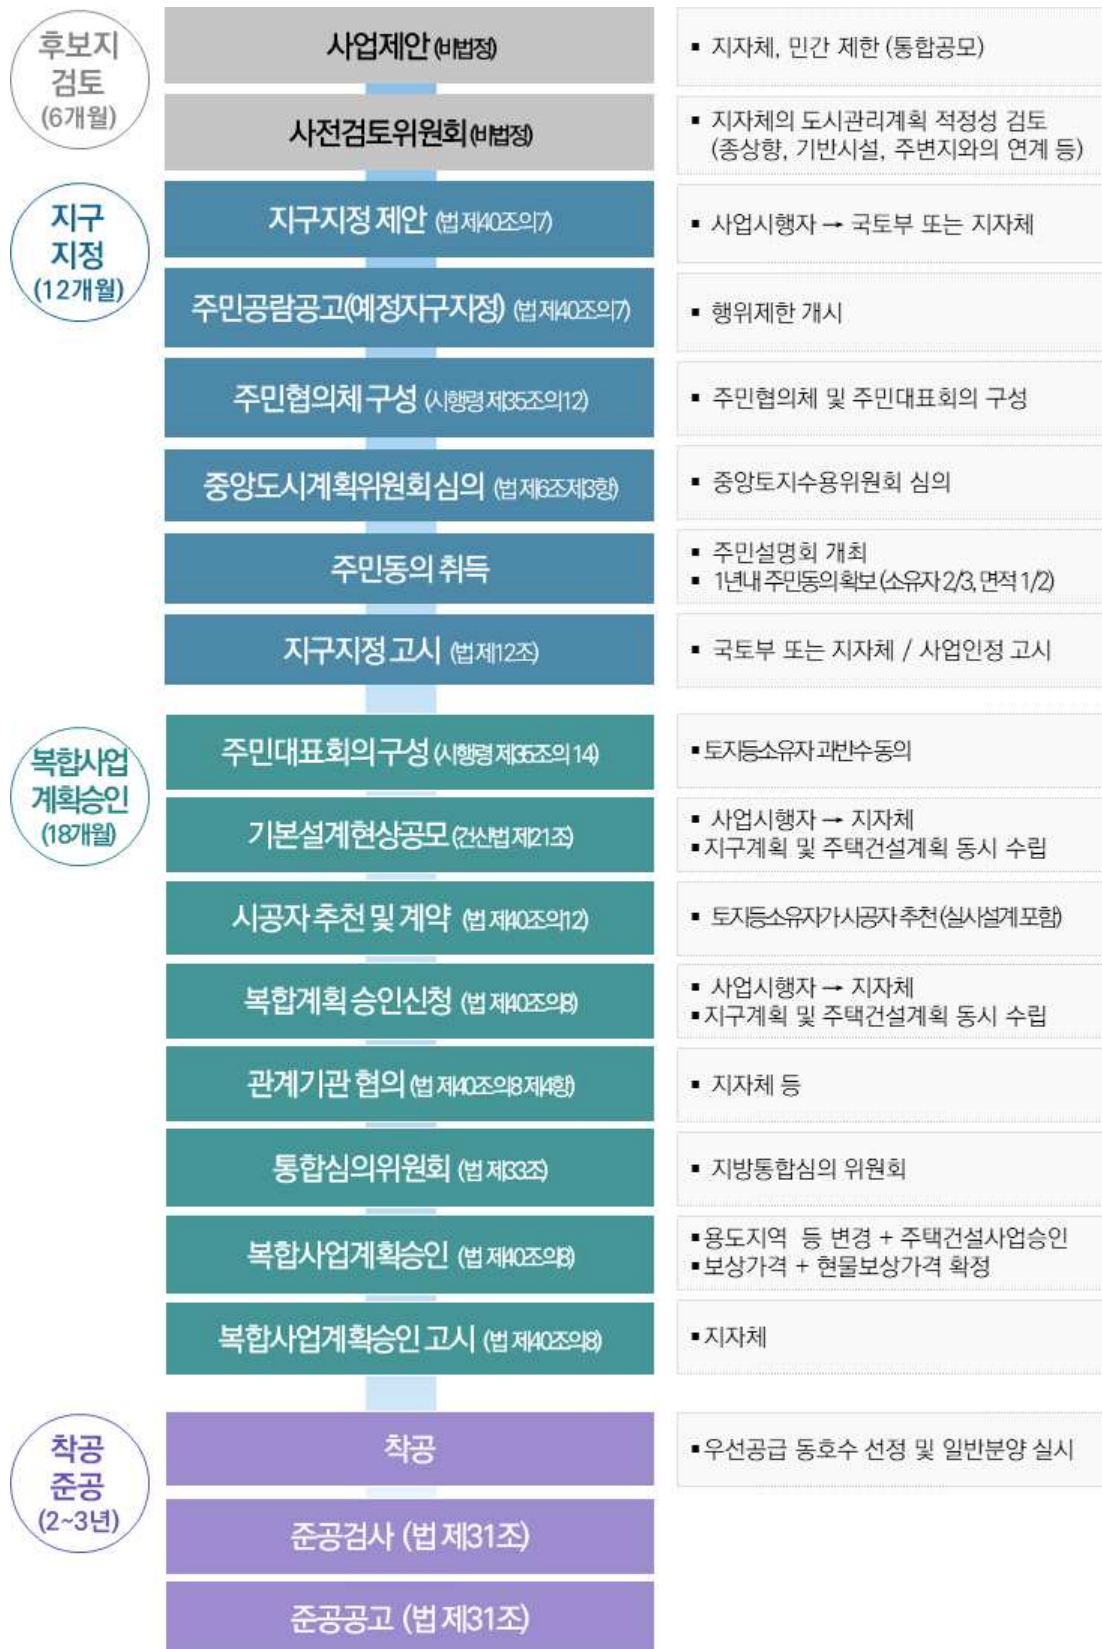 후보지
검토
(6개월)
사업제안 (비법정)
▪ 지자체, 민간 제한 (통합공모)
사전검토위원회 (비법정)
▪ 지자체의 도시관리계획 적정성 검토
(종상향, 기반시설, 주변지와의 연계 등)
지구
지정
(12개월)
지구지정 제안 (법 제40조의7)
▪ 사업시행자 → 국토부 또는 지자체
주민공람공고(예정지구지정) (법 제40조의7)
▪ 행위제한 개시
주민협의체 구성 (시행령 제35조의12)
▪ 주민협의체 및 주민대표회의 구성
중앙도시계획위원회 심의 (법 제6조제3항)
▪ 중앙토지수용위원회 심의
주민동의 취득
▪ 주민설명회 개최
▪ 1년내 주민동의 확보 (소유자 2/3, 면적 1/2)
지구지정 고시 (법 제12조)
▪ 국토부 또는 지자체 / 사업인정 고시
복합사업
계획승인
(18개월)
주민대표회의 구성 (시행령 제35조의 14)
▪ 토지등소유자 과반수 동의
기본설계현상공모 (건산법 제21조)
▪ 사업시행자 → 지자체
▪ 지구계획 및 주택건설계획 동시 수립
시공자 추천 및 계약 (법 제40조의12)
▪ 토지등소유자가 시공자 추천 (실시설계 포함)
복합계획 승인신청 (법 제40조의8)
▪ 사업시행자 → 지자체
▪ 지구계획 및 주택건설계획 동시 수립
관계기관 협의 (법 제40조의8 제4항)
▪ 지자체 등
통합심의위원회 (법 제33조)
▪ 지방통합심의 위원회
복합사업계획승인 (법 제40조의8)
▪ 용도지역 등 변경 + 주택건설사업승인
▪ 보상가격 + 현물보상가격 확정
복합사업계획승인 고시 (법 제40조의8)
▪ 지자체
착공
준공
(2~3년)
착공
▪ 우선공급 동호수 선정 및 일반분양 실시
준공검사 (법 제31조)
준공공고 (법 제31조)